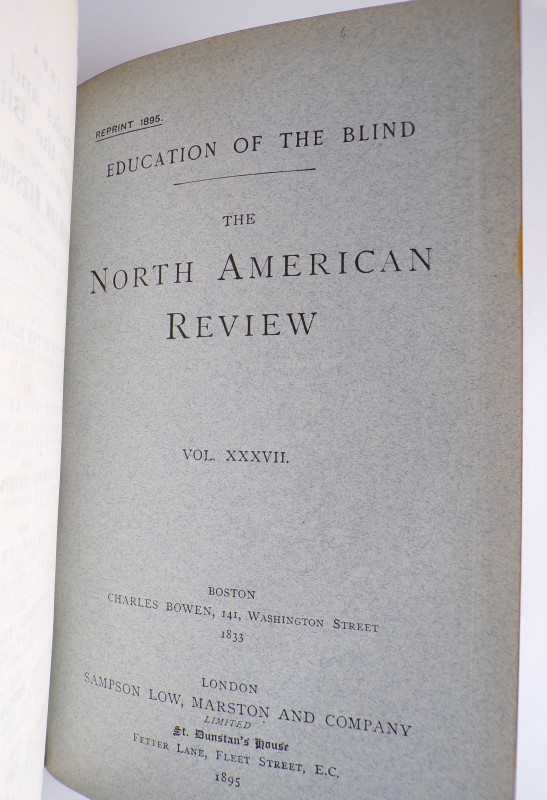 REPRINT 1895.
EDUCATION OF THE BLIND
THE
NORTH AMERICAN
REVIEW
VOL. XXXVII.
BOSTON
CHARLES BOWEN, 141, WASHINGTON STREET
1833
LONDON
SAMPSON LOW, MARSTON AND COMPANY
LIMITED
St. Dunstan's House
FETTER LANE, FLEET STREET, E.C.
1895